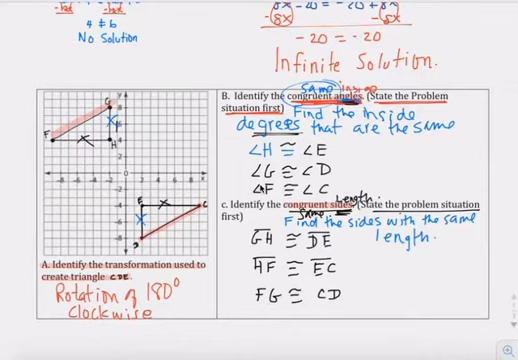 4 ≠ 6
No Solution
-8x -8x
-20 = -20
Infinite Solution.
G
F
H
E
C
D
A. Identify the transformation used to
create triangle CDE
Rotation of 180°
Clockwise
Same inside
B. Identify the congruent angles. (State the Problem
situation first) Find the inside
degrees that are the same
∠H ≅ ∠E
∠G ≅ ∠D
∠F ≅ ∠C
c. Identify the congruent sides. (State the problem situation
first)
Same Length.
Find the sides with the same
length.
GH ≅ DE
HF ≅ EC
FG ≅ CD